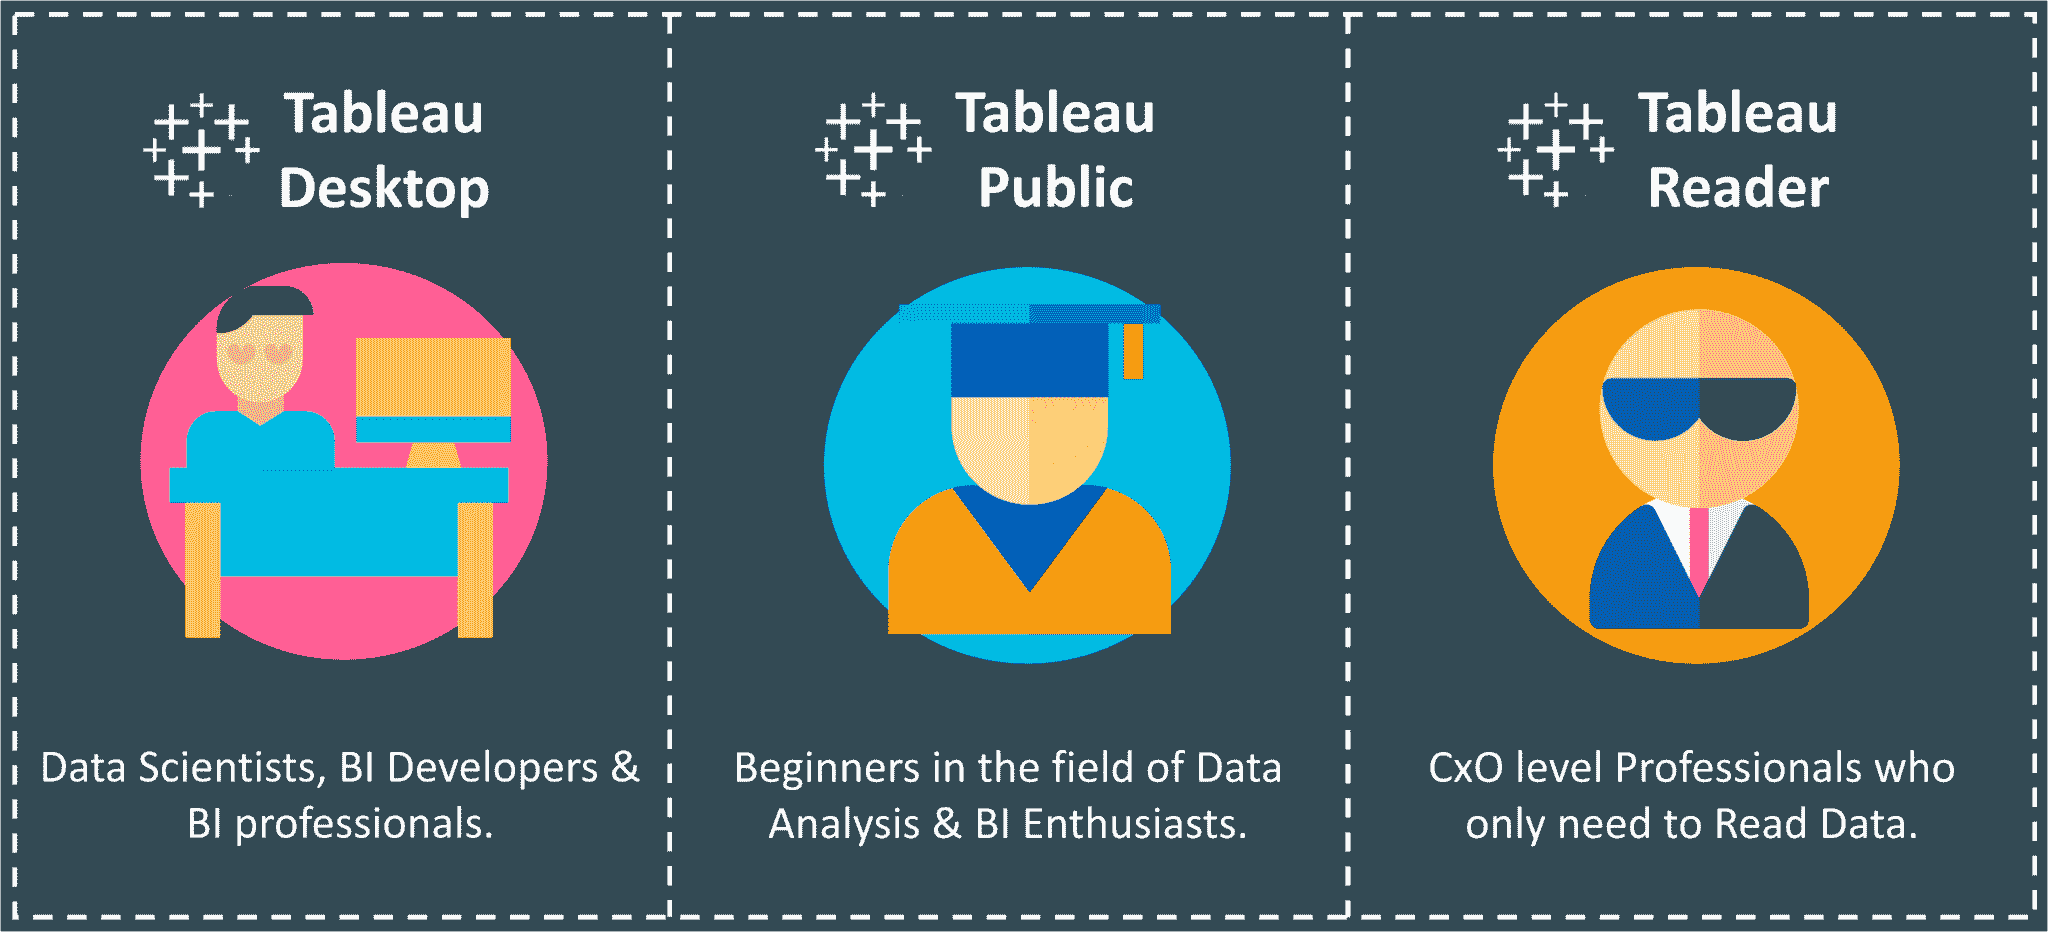 Tableau
Desktop
Data Scientists, BI Developers &
BI professionals.
Tableau
Public
Beginners in the field of Data
Analysis & BI Enthusiasts.
Tableau
Reader
CxO level Professionals who
only need to Read Data.